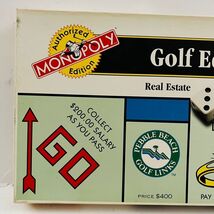 Authorized
MONOPOLY
Edition
Golf Ed
Real Estate
COLLECT
$200.00 SALARY
AS YOU PASS
GO
PEBBLE BEACH
GOLF LINKS
PRICE $400
PAY